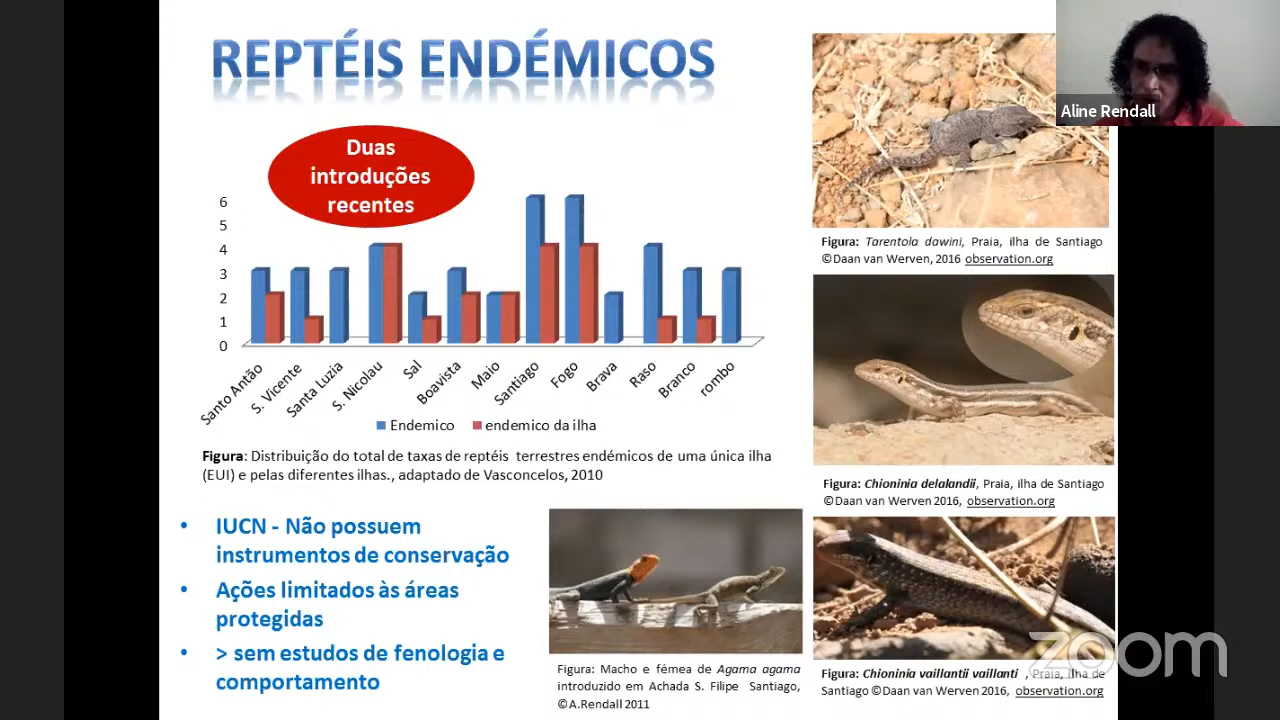 REPTÉIS ENDÉMICOS
Duas
introduções
recentes
6
5
4
3
2
1
0
Santo Antão
S. Vicente
Santa Luzia
S. Nicolau
Sal
Boavista
Maio
Santiago
Fogo
Brava
Raso
Branco
rombo
Endemico
endemico da ilha
Figura: Distribuição do total de taxas de reptéis terrestres endémicos de uma única ilha
(EUI) e pelas diferentes ilhas., adaptado de Vasconcelos, 2010
• IUCN - Não possuem
instrumentos de conservação
• Ações limitados às áreas
protegidas
• > sem estudos de fenologia e
comportamento
Figura: Macho e fémea de Agama agama
introduzido em Achada S. Filipe Santiago,
©A.Rendall 2011
Aline Rendall
Figura: Tarentola dawini, Praia, ilha de Santiago
©Daan van Werven, 2016 observation.org
Figura: Chioninia delalandii, Praia, ilha de Santiago
©Daan van Werven 2016, observation.org
Figura: Chioninia vaillantii vaillanti , Praia, ilha de
Santiago ©Daan van Werven 2016, observation.org
zoom